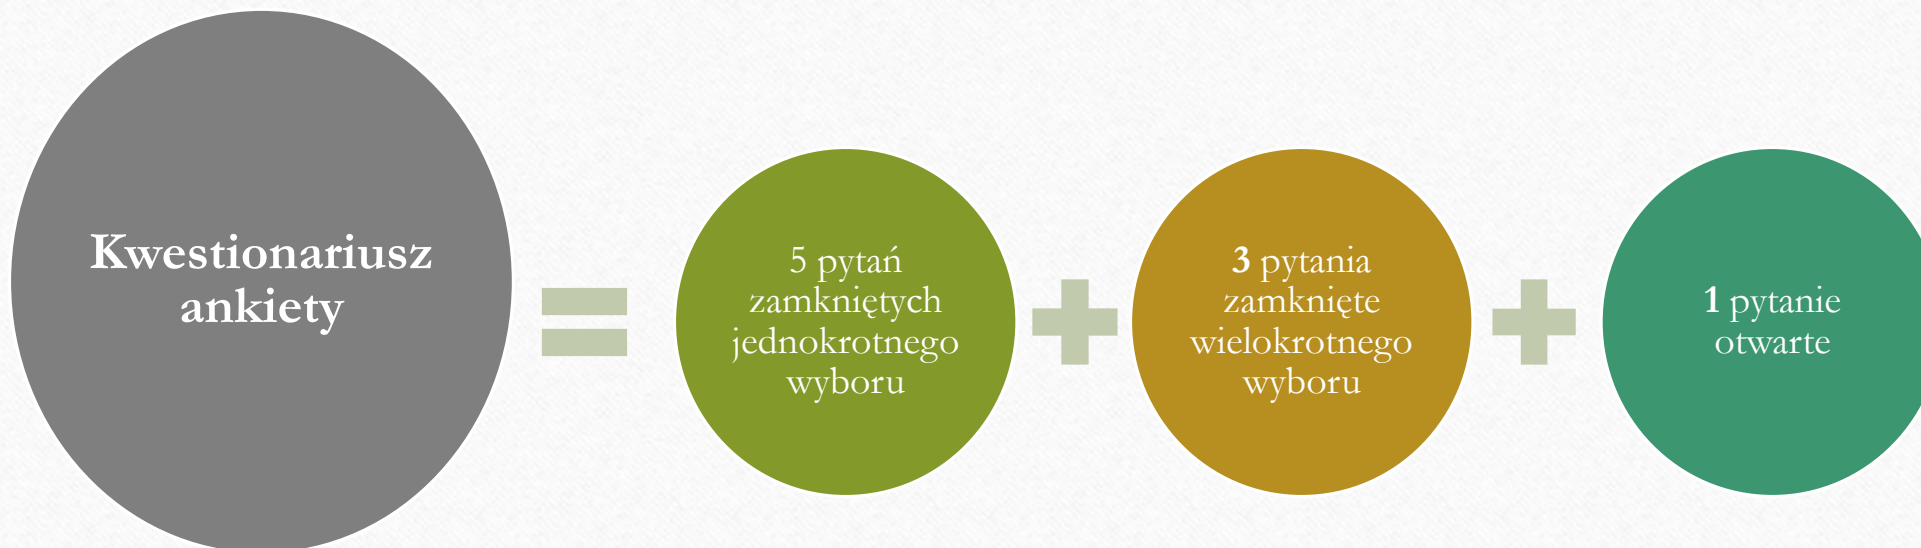 Kwestionariusz
ankiety
5 pytań
zamkniętych
jednokrotnego
wyboru
3 pytania
zamknięte
wielokrotnego
wyboru
1 pytanie
otwarte